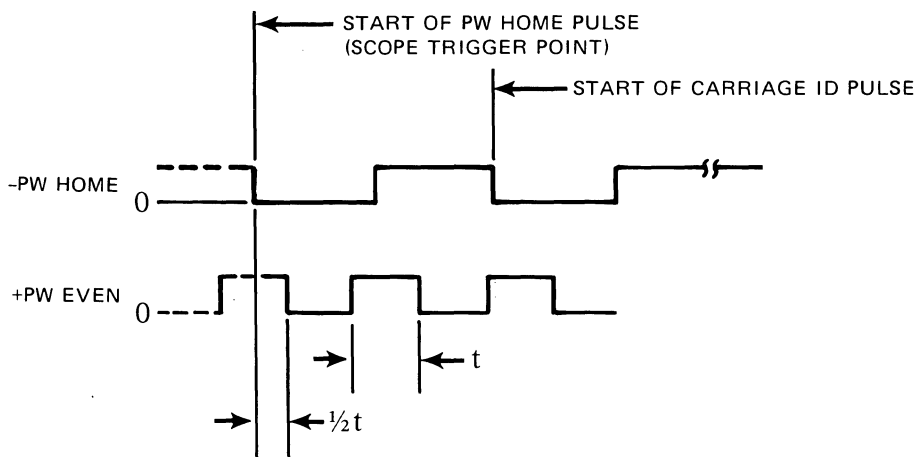 START OF PW HOME PULSE
(SCOPE TRIGGER POINT)
START OF CARRIAGE ID PULSE
–PW HOME
0
+PW EVEN
0
t
½t